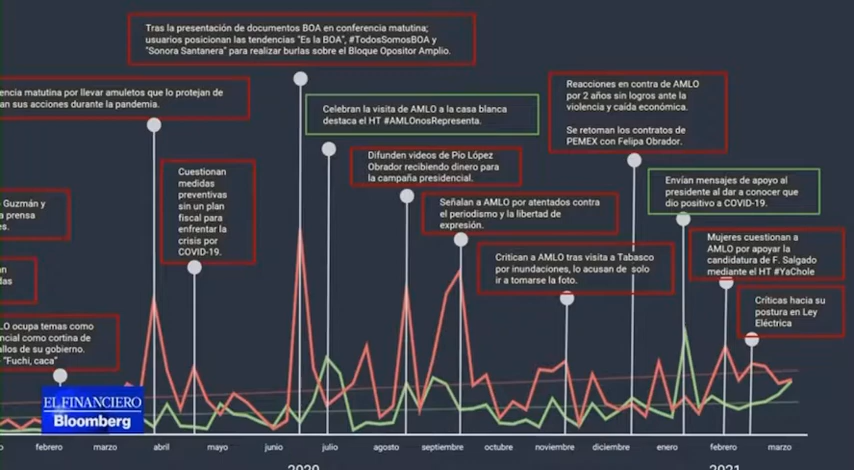 Tras la presentación de documentos BOA en conferencia matutina;
usuarios posicionan las tendencias "Es la BOA", #TodosSomosBOA y
"Sonora Santanera" para realizar burlas sobre el Bloque Opositor Amplio.
encia matutina por llevar amuletos que lo protejan de
an sus acciones durante la pandemia.
Celebran la visita de AMLO a la casa blanca
destaca el HT #AMLOnosRepresenta.
Reacciones en contra de AMLO
por 2 años sin logros ante la
violencia y caída económica.
Se retoman los contratos de
PEMEX con Felipa Obrador.
Cuestionan
medidas
preventivas
sin un plan
fiscal para
enfrentar la
crisis por
COVID-19.
Difunden videos de Pío López
Obrador recibiendo dinero para
la campaña presidencial.
Envían mensajes de apoyo al
presidente al dar a conocer que
dio positivo a COVID-19.
Guzmán y
a prensa
es.
Señalan a AMLO por atentados contra
el periodismo y la libertad de
expresión.
Critican a AMLO tras visita a Tabasco
por inundaciones, lo acusan de solo
ir a tomarse la foto.
Mujeres cuestionan a
AMLO por apoyar la
candidatura de F. Salgado
mediante el HT #YaChole
an
das
Críticas hacia su
postura en Ley
Eléctrica
LO ocupa temas como
ncial como cortina de
allos de su gobierno.
"Fuchi, caca"
EL FINANCIERO
Bloomberg
o febrero marzo abril mayo junio julio agosto septiembre octubre noviembre diciembre enero febrero marzo
2020 2021